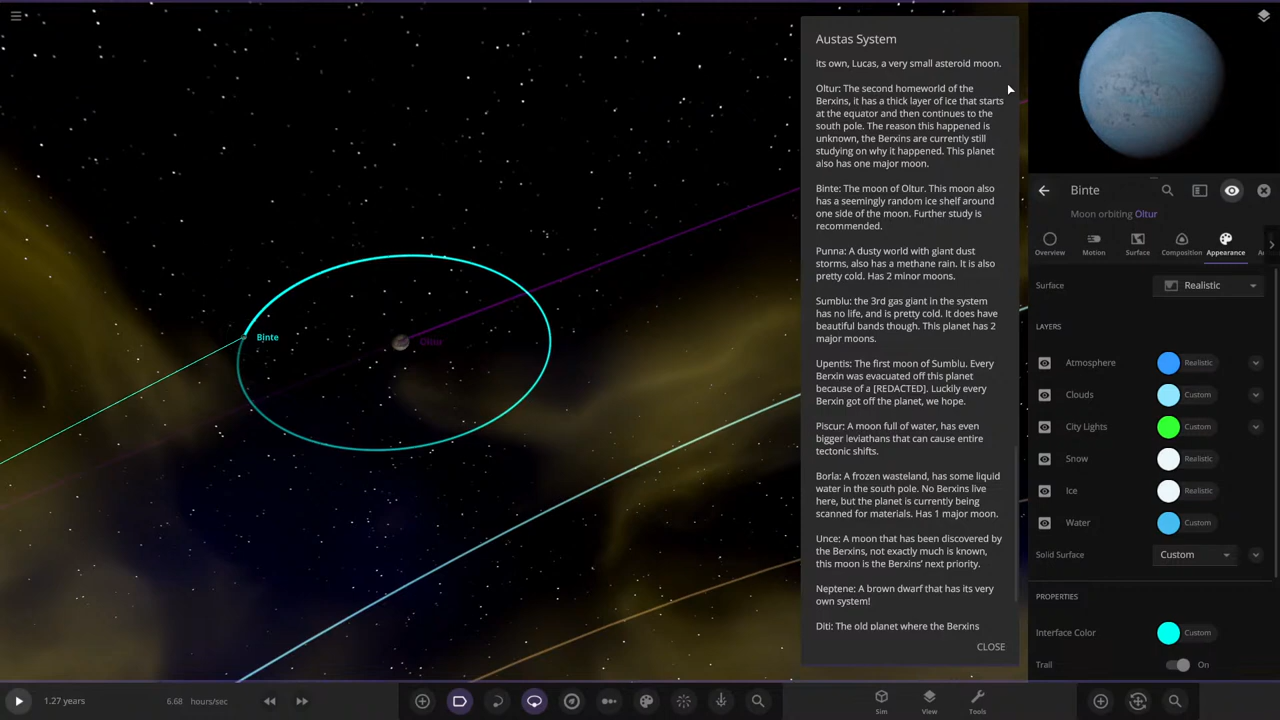 Austas System
its own, Lucas, a very small asteroid moon.
Oltur: The second homeworld of the
Berxins, it has a thick layer of ice that starts
at the equator and then continues to the
south pole. The reason this happened is
unknown, the Berxins are currently still
studying on why it happened. This planet
also has one major moon.
Binte: The moon of Oltur. This moon also
has a seemingly random ice shelf around
one side of the moon. Further study is
recommended.
Punna: A dusty world with giant dust
storms, also has a methane rain. It is also
pretty cold. Has 2 minor moons.
Sumblu: the 3rd gas giant in the system
has no life, and is pretty cold. It does have
beautiful bands though. This planet has 2
major moons.
Upentis: The first moon of Sumblu. Every
Berxin was evacuated off this planet
because of a [REDACTED]. Luckily every
Berxin got off the planet, we hope.
Piscur: A moon full of water, has even
bigger leviathans that can cause entire
tectonic shifts.
Borla: A frozen wasteland, has some liquid
water in the south pole. No Berxins live
here, but the planet is currently being
scanned for materials. Has 1 major moon.
Unce: A moon that has been discovered by
the Berxins, not exactly much is known,
this moon is the Berxins' next priority.
Neptene: A brown dwarf that has its very
own system!
Diti: The old planet where the Berxins
CLOSE
Binte
Oltur
Binte
Moon orbiting Oltur
Overview
Motion
Surface
Composition
Appearance
Surface
Realistic
LAYERS
Atmosphere
Realistic
Clouds
Custom
City Lights
Custom
Snow
Realistic
Ice
Realistic
Water
Custom
Solid Surface
Custom
PROPERTIES
Interface Color
Custom
Trail
On
1.27 years
6.68 hours/sec
Sim
View
Tools